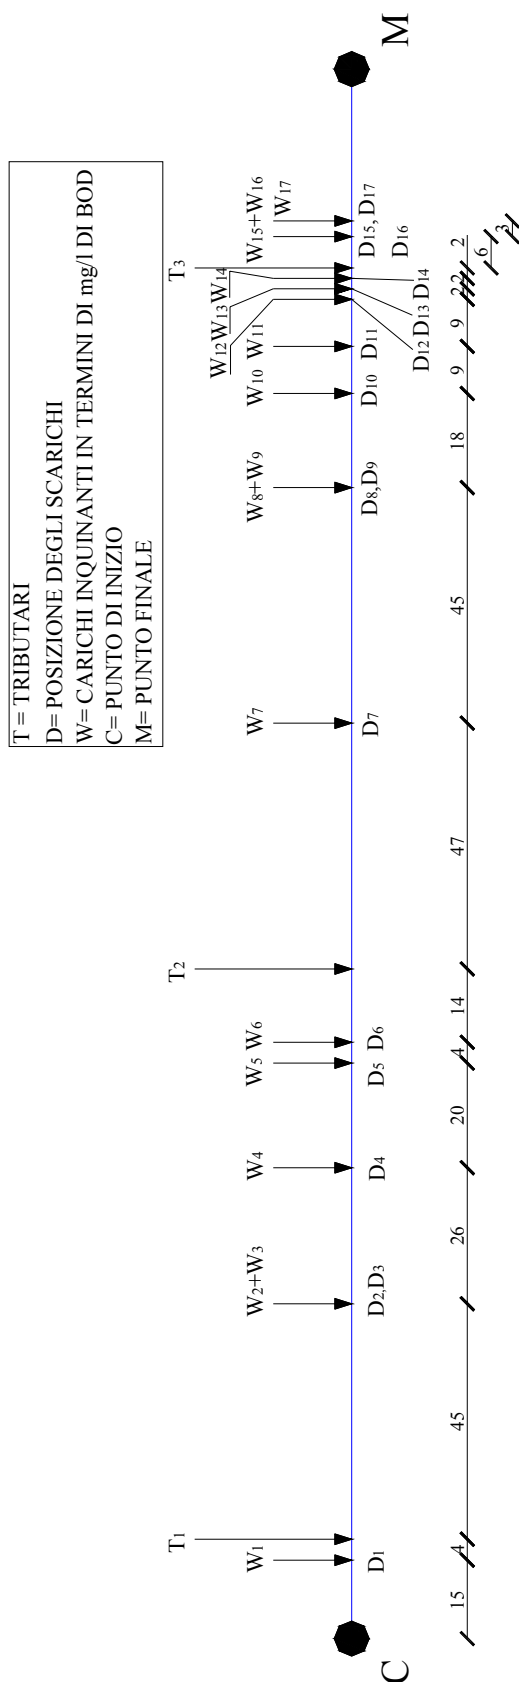 T = TRIBUTARI
D= POSIZIONE DEGLI SCARICHI
W= CARICHI INQUINANTI IN TERMINI DI mg/l DI BOD
C= PUNTO DI INIZIO
M= PUNTO FINALE
T1 T2 T3
W1 W2+W3 W4 W5 W6 W7 W8+W9 W10 W11 W12 W13 W14 W15+W16 W17
C M
D1 D2,D3 D4 D5 D6 D7 D8,D9 D10 D11 D12 D13 D14 D15, D17
D16
15 4 45 26 20 4 14 47 45 18 9 9 2 2 2
6
3